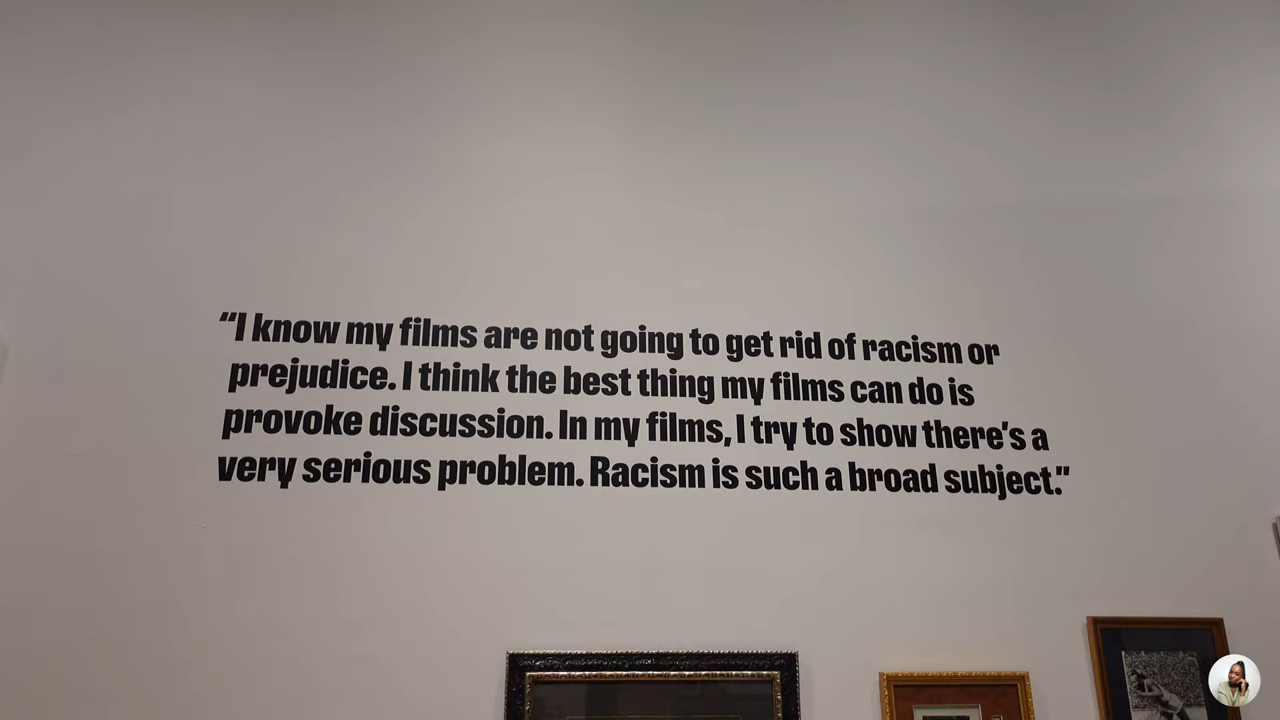 “I know my films are not going to get rid of racism or
prejudice. I think the best thing my films can do is
provoke discussion. In my films, I try to show there’s a
very serious problem. Racism is such a broad subject.”